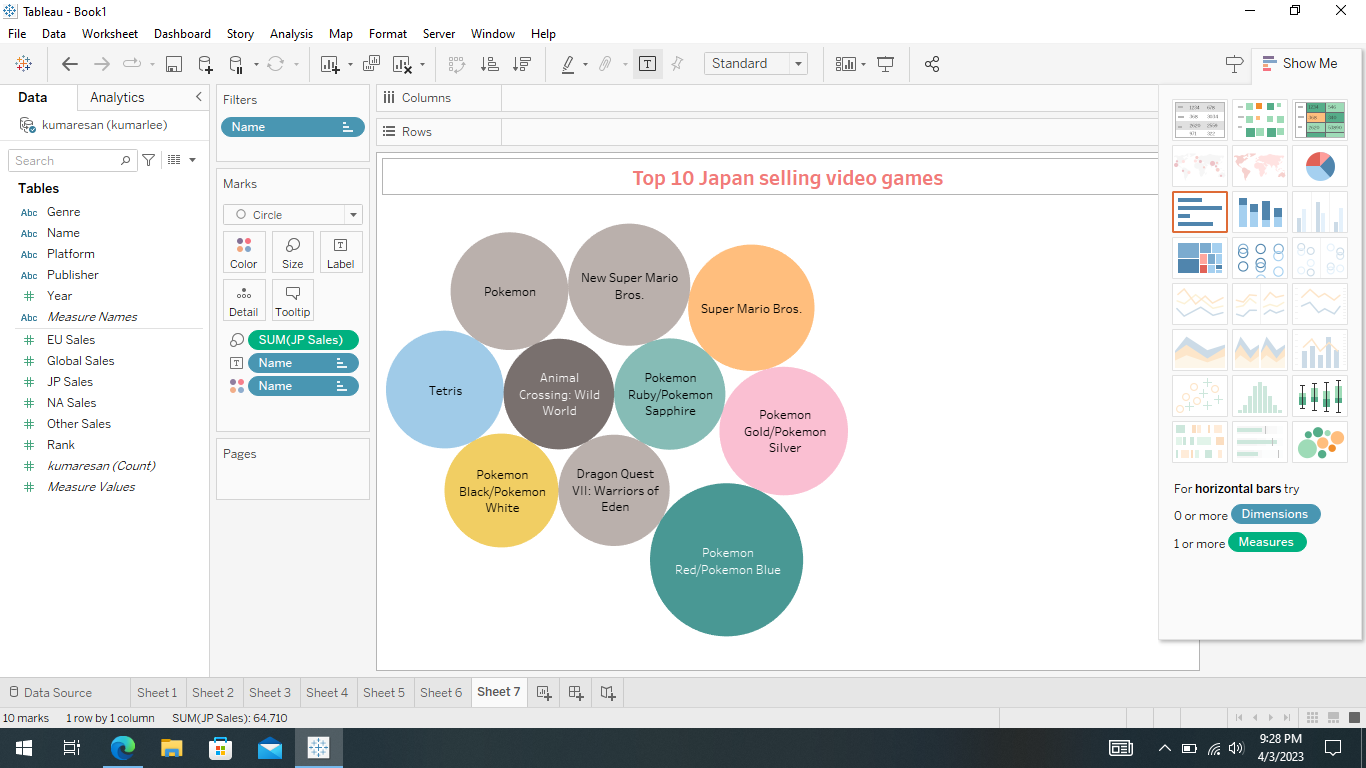 Tableau - Book1
File Data Worksheet Dashboard Story Analysis Map Format Server Window Help
Standard
Show Me
Data
Analytics
kumaresan (kumarlee)
Search
Tables
Abc Genre
Abc Name
Abc Platform
Abc Publisher
Year
Abc Measure Names
EU Sales
Global Sales
JP Sales
NA Sales
Other Sales
Rank
kumaresan (Count)
Measure Values
Filters
Name
Marks
Circle
Color
Size
Label
Detail
Tooltip
SUM(JP Sales)
Name
Name
Pages
Columns
Rows
Top 10 Japan selling video games
Pokemon
New Super Mario
Bros.
Super Mario Bros.
Tetris
Animal
Crossing: Wild
World
Pokemon
Ruby/Pokemon
Sapphire
Pokemon
Gold/Pokemon
Silver
Pokemon
Black/Pokemon
White
Dragon Quest
VII: Warriors of
Eden
Pokemon
Red/Pokemon Blue
For horizontal bars try
0 or more Dimensions
1 or more Measures
Data Source
Sheet 1
Sheet 2
Sheet 3
Sheet 4
Sheet 5
Sheet 6
Sheet 7
10 marks
1 row by 1 column
SUM(JP Sales): 64.710
9:28 PM
4/3/2023